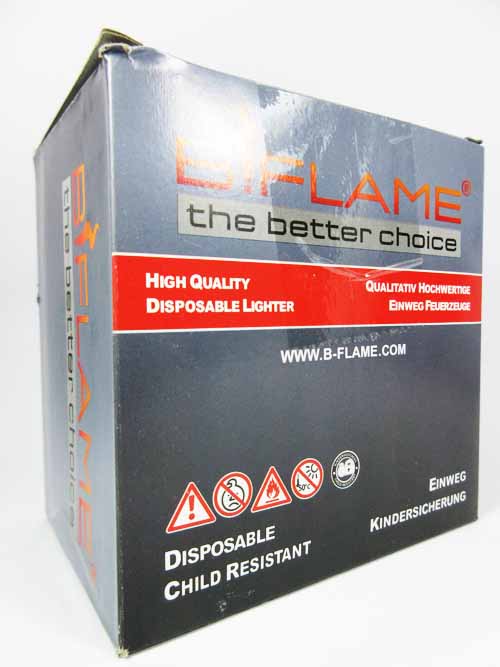 B!FLAME®
the better choice
HIGH QUALITY
DISPOSABLE LIGHTER
QUALITATIV HOCHWERTIGE
EINWEG FEUERZEUGE
WWW.B-FLAME.COM
50°C
DISPOSABLE
CHILD RESISTANT
EINWEG
KINDERSICHERUNG
B!FLAME
the better choice